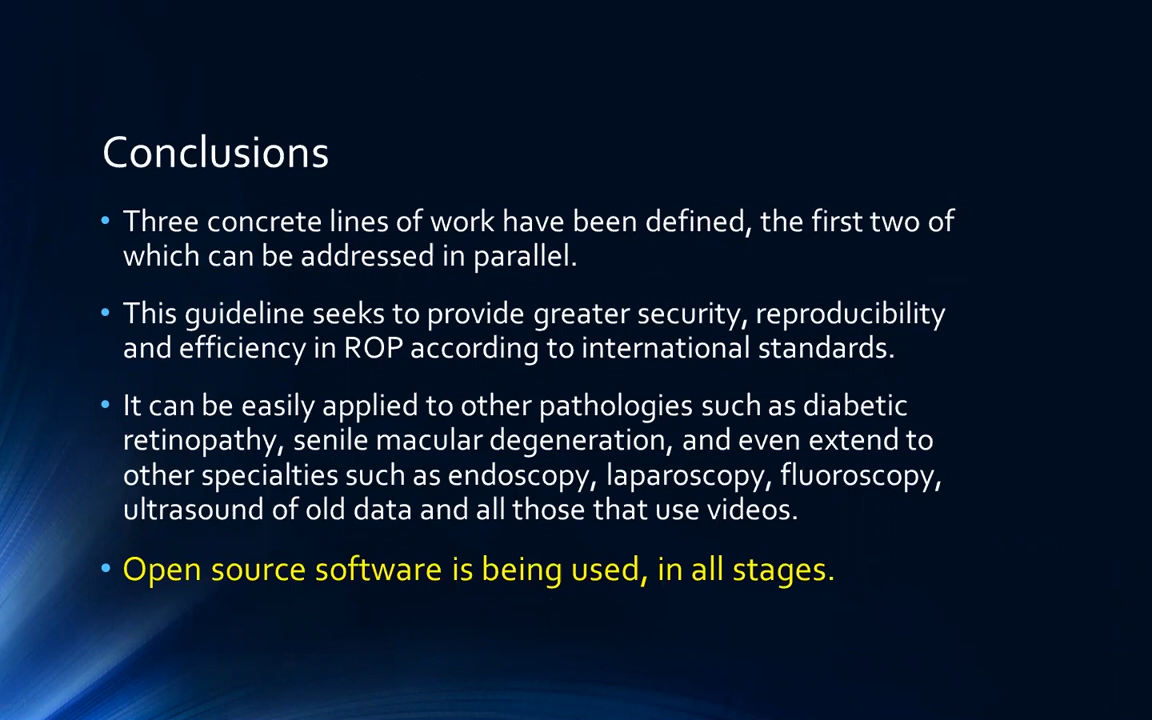 Conclusions
• Three concrete lines of work have been defined, the first two of
which can be addressed in parallel.
• This guideline seeks to provide greater security, reproducibility
and efficiency in ROP according to international standards.
• It can be easily applied to other pathologies such as diabetic
retinopathy, senile macular degeneration, and even extend to
other specialties such as endoscopy, laparoscopy, fluoroscopy,
ultrasound of old data and all those that use videos.
• Open source software is being used, in all stages.